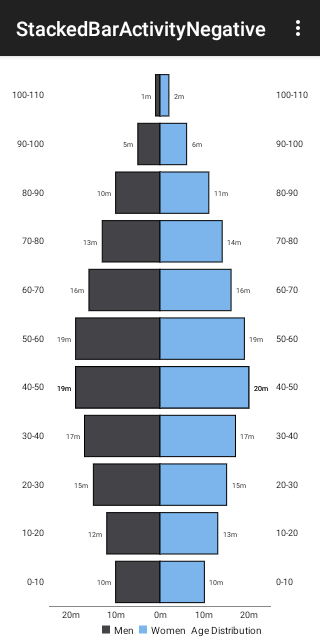 StackedBarActivityNegative
100-110 1m 2m 100-110
90-100 5m 6m 90-100
80-90 10m 11m 80-90
70-80 13m 14m 70-80
60-70 16m 16m 60-70
50-60 19m 19m 50-60
40-50 19m 20m 40-50
30-40 17m 17m 30-40
20-30 15m 15m 20-30
10-20 12m 13m 10-20
0-10 10m 10m 0-10
20m 10m 0m 10m 20m
Men Women Age Distribution